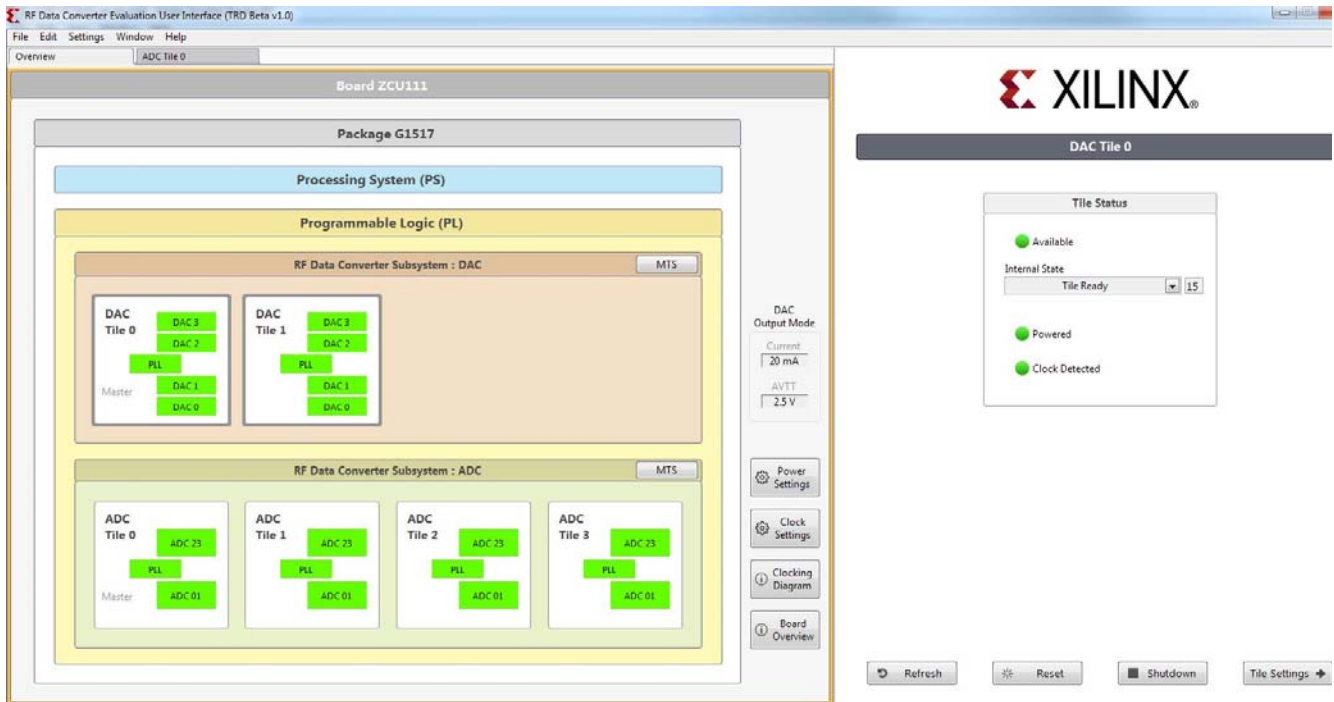 RF Data Converter Evaluation User Interface (TRD Beta v1.0)
File Edit Settings Window Help
Overview
ADC Tile 0
Board ZCU111
Package G1517
Processing System (PS)
Programmable Logic (PL)
RF Data Converter Subsystem : DAC
MTS
DAC
Tile 0
DAC 3
DAC 2
PLL
Master
DAC 1
DAC 0
DAC
Tile 1
DAC 3
DAC 2
PLL
DAC 1
DAC 0
RF Data Converter Subsystem : ADC
MTS
ADC
Tile 0
ADC 23
PLL
Master
ADC 01
ADC
Tile 1
ADC 23
PLL
ADC 01
ADC
Tile 2
ADC 23
PLL
ADC 01
ADC
Tile 3
ADC 23
PLL
ADC 01
DAC
Output Mode
Current
20 mA
AVTT
2.5 V
Power
Settings
Clock
Settings
Clocking
Diagram
Board
Overview
XILINX®
DAC Tile 0
Tile Status
Available
Internal State
Tile Ready
15
Powered
Clock Detected
Refresh
Reset
Shutdown
Tile Settings